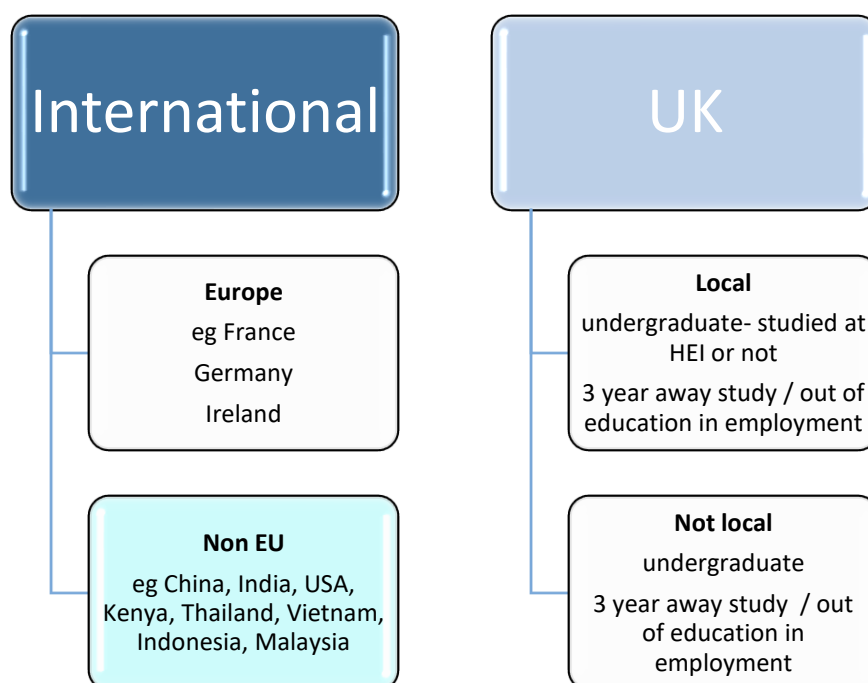 International
Europe
eg France
Germany
Ireland
Non EU
eg China, India, USA,
Kenya, Thailand, Vietnam,
Indonesia, Malaysia
UK
Local
undergraduate- studied at
HEI or not
3 year away study / out of
education in employment
Not local
undergraduate
3 year away study  / out
of education in
employment